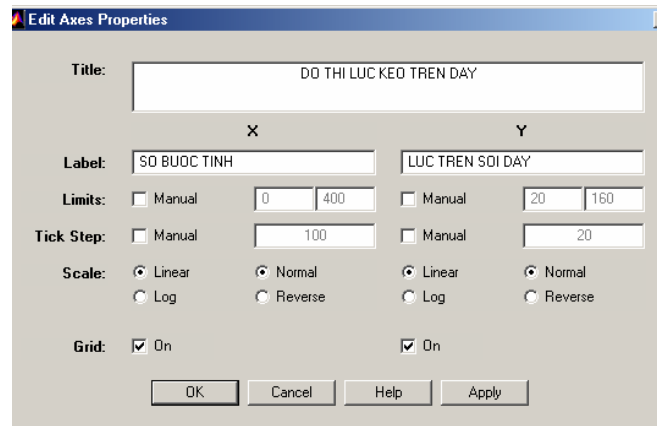 Edit Axes Properties
Title: DO THI LUC KEO TREN DAY
X Y
Label: SO BUOC TINH LUC TREN SOI DAY
Limits: Manual 0 400 Manual 20 160
Tick Step: Manual 100 Manual 20
Scale: Linear Normal Linear Normal
Log Reverse Log Reverse
Grid: On On
OK Cancel Help Apply